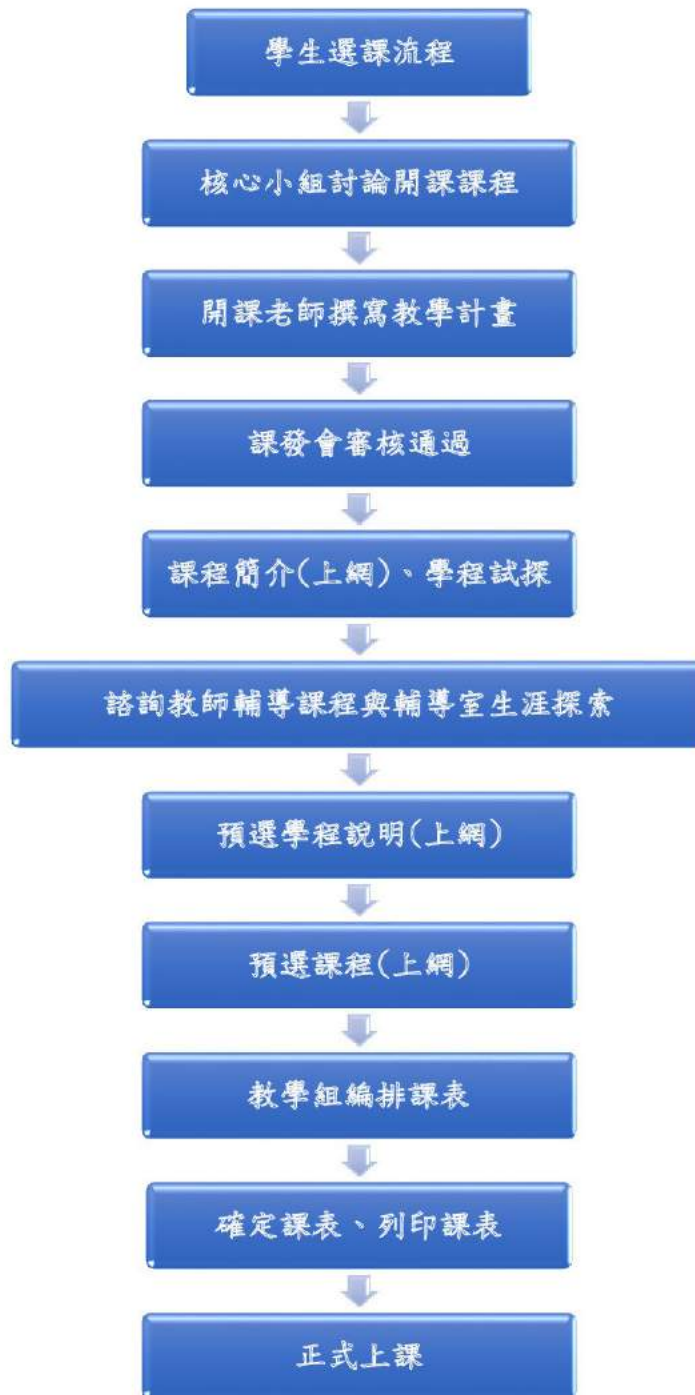 學生選課流程
核心小組討論開課課程
開課老師撰寫教學計畫
課發會審核通過
課程簡介(上網)、學程試探
諮詢教師輔導課程與輔導室生涯探索
預選學程說明(上網)
預選課程(上網)
教學組編排課表
確定課表、列印課表
正式上課